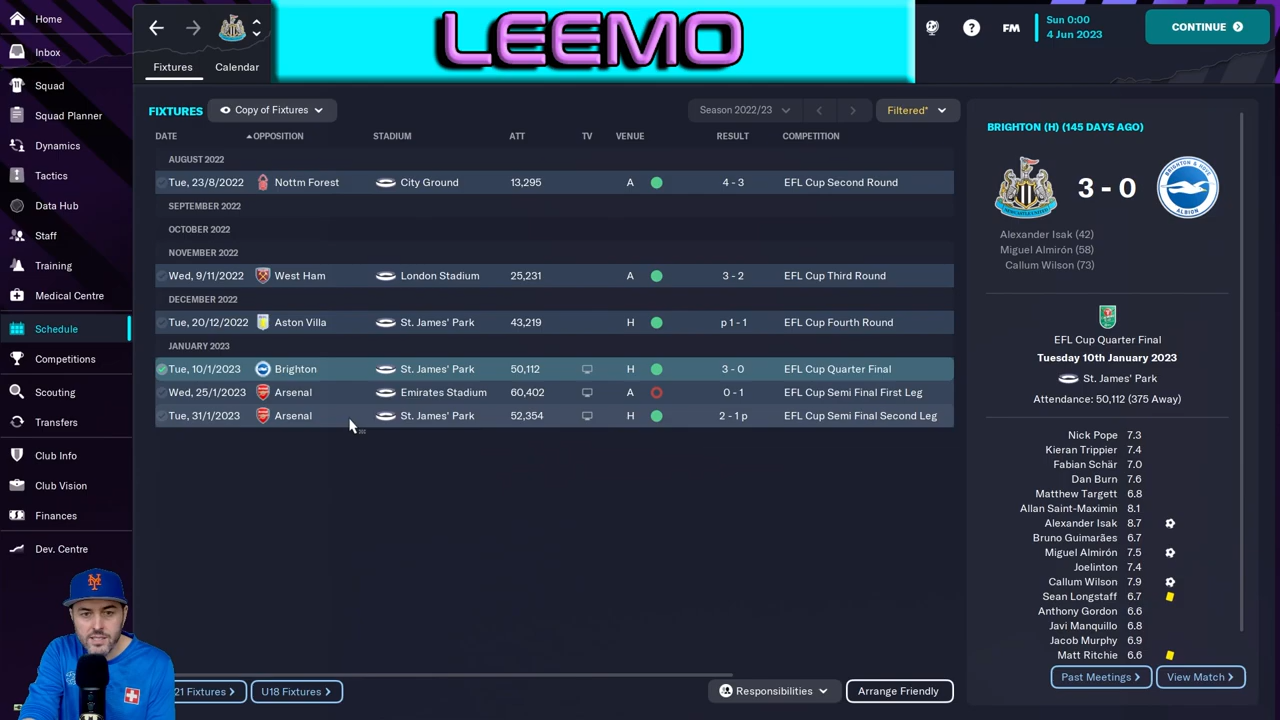 Home
Inbox
Squad
Squad Planner
Dynamics
Tactics
Data Hub
Staff
Training
Medical Centre
Schedule
Competitions
Scouting
Transfers
Club Info
Club Vision
Finances
Dev. Centre
LEEMO
Fixtures
Calendar
?
FM
Sun 0:00
4 Jun 2023
CONTINUE
FIXTURES
Copy of Fixtures
Season 2022/23
Filtered*
DATE OPPOSITION STADIUM ATT TV VENUE RESULT COMPETITION
AUGUST 2022
Tue, 23/8/2022 Nottm Forest City Ground 13,295 A 4 - 3 EFL Cup Second Round
SEPTEMBER 2022
OCTOBER 2022
NOVEMBER 2022
Wed, 9/11/2022 West Ham London Stadium 25,231 A 3 - 2 EFL Cup Third Round
DECEMBER 2022
Tue, 20/12/2022 Aston Villa St. James' Park 43,219 H p 1 - 1 EFL Cup Fourth Round
JANUARY 2023
Tue, 10/1/2023 Brighton St. James' Park 50,112 H 3 - 0 EFL Cup Quarter Final
Wed, 25/1/2023 Arsenal Emirates Stadium 60,402 A 0 - 1 EFL Cup Semi Final First Leg
Tue, 31/1/2023 Arsenal St. James' Park 52,354 H 2 - 1 p EFL Cup Semi Final Second Leg
21 Fixtures >
U18 Fixtures >
Responsibilities
Arrange Friendly
BRIGHTON (H) (145 DAYS AGO)
3 - 0
Alexander Isak (42)
Miguel Almirón (58)
Callum Wilson (73)
EFL Cup Quarter Final
Tuesday 10th January 2023
St. James' Park
Attendance: 50,112 (375 Away)
Nick Pope 7.3
Kieran Trippier 7.4
Fabian Schär 7.0
Dan Burn 7.6
Matthew Targett 6.8
Allan Saint-Maximin 8.1
Alexander Isak 8.7
Bruno Guimarães 6.7
Miguel Almirón 7.5
Joelinton 7.4
Callum Wilson 7.9
Sean Longstaff 6.7
Anthony Gordon 6.6
Javi Manquillo 6.8
Jacob Murphy 6.9
Matt Ritchie 6.6
Past Meetings >
View Match >